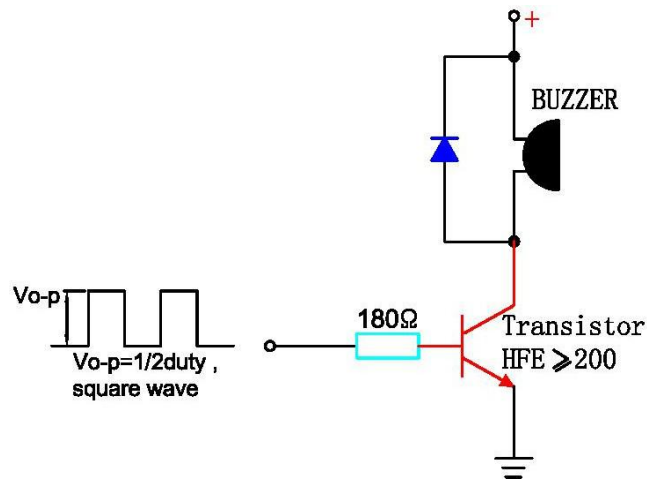 +
BUZZER
Vo-p
180Ω
Transistor
HFE ⩾200
Vo-p=1/2duty ,
square wave